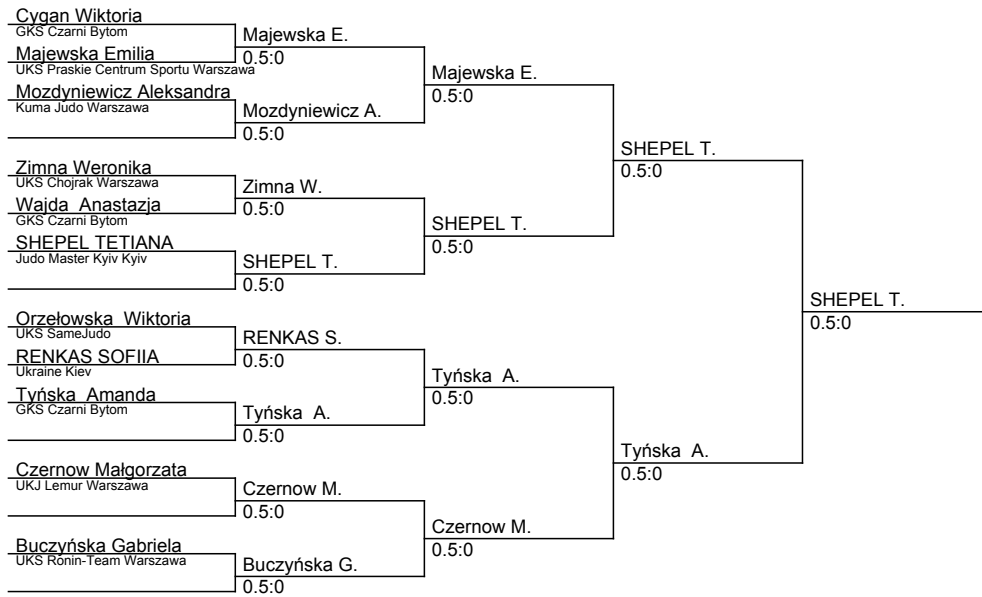 Cygan Wiktoria
GKS Czarni Bytom
Majewska E.
0.5:0
Majewska Emilia
UKS Praskie Centrum Sportu Warszawa
Majewska E.
0.5:0
Mozdyniewicz Aleksandra
Kuma Judo Warszawa
Mozdyniewicz A.
0.5:0
SHEPEL T.
0.5:0
Zimna Weronika
UKS Chojrak Warszawa
Zimna W.
0.5:0
Wajda Anastazja
GKS Czarni Bytom
SHEPEL T.
0.5:0
SHEPEL TETIANA
Judo Master Kyiv Kyiv
SHEPEL T.
0.5:0
SHEPEL T.
0.5:0
Orzełowska Wiktoria
UKS SameJudo
RENKAS S.
0.5:0
RENKAS SOFIIA
Ukraine Kiev
Tyńska A.
0.5:0
Tyńska Amanda
GKS Czarni Bytom
Tyńska A.
0.5:0
Tyńska A.
0.5:0
Czernow Małgorzata
UKJ Lemur Warszawa
Czernow M.
0.5:0
Czernow M.
0.5:0
Buczyńska Gabriela
UKS Ronin-Team Warszawa
Buczyńska G.
0.5:0